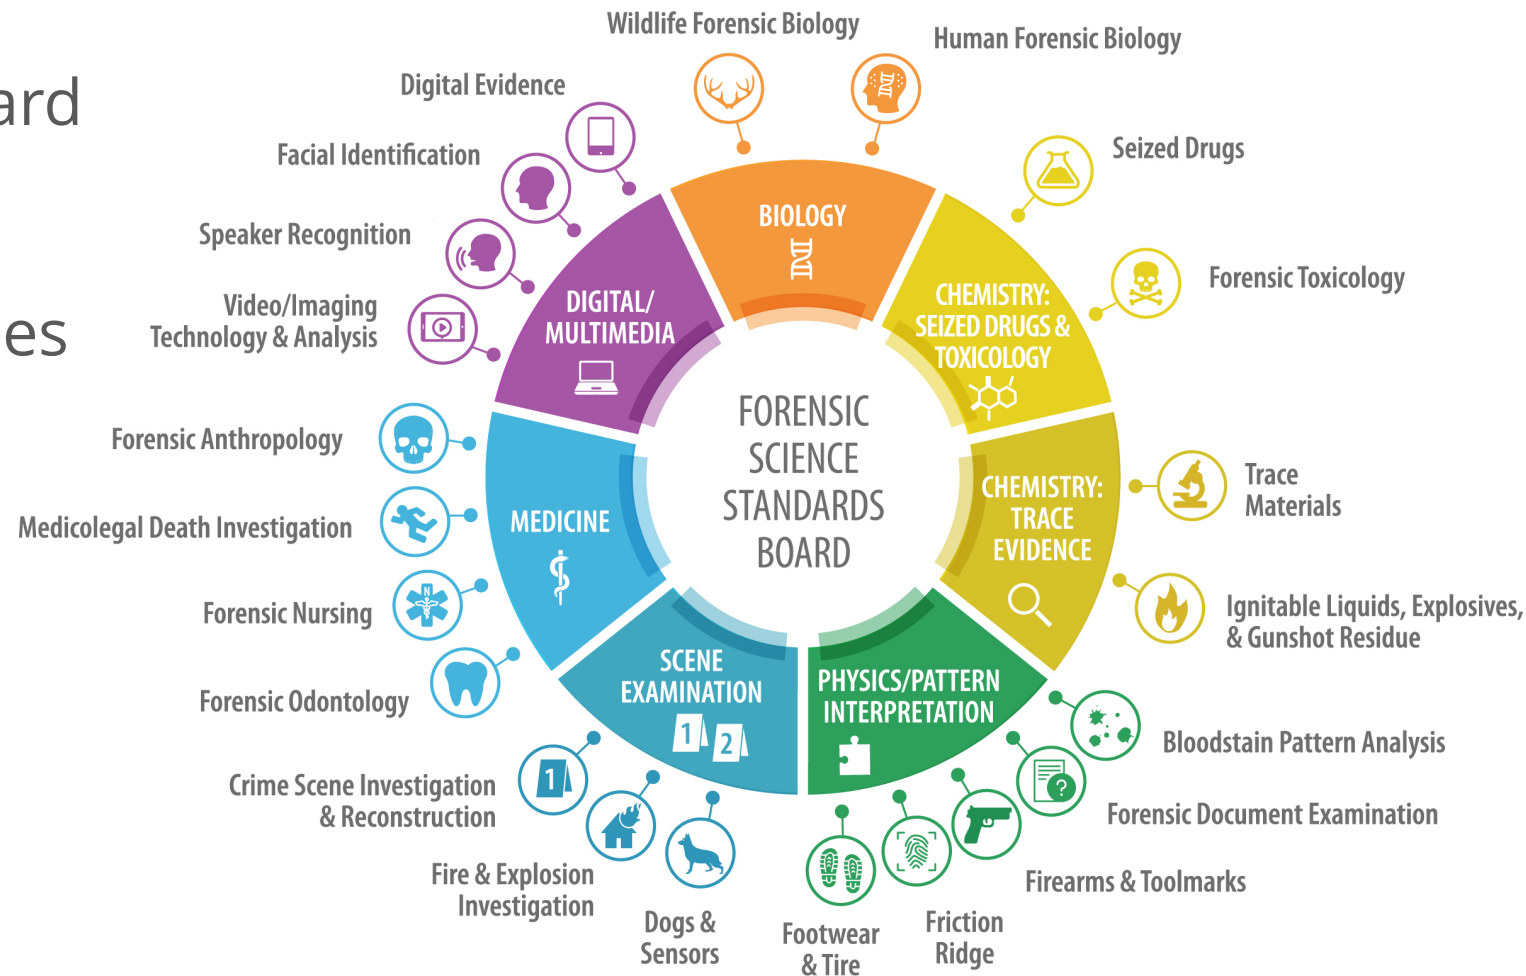 ard
es
Wildlife Forensic Biology
Human Forensic Biology
Digital Evidence
Facial Identification
Speaker Recognition
Video/Imaging
Technology & Analysis
Seized Drugs
Forensic Toxicology
BIOLOGY
DIGITAL/
MULTIMEDIA
CHEMISTRY:
SEIZED DRUGS &
TOXICOLOGY
FORENSIC
SCIENCE
STANDARDS
BOARD
Forensic Anthropology
Medicolegal Death Investigation
Forensic Nursing
N
Forensic Odontology
MEDICINE
CHEMISTRY:
TRACE
EVIDENCE
Trace
Materials
Ignitable Liquids, Explosives,
& Gunshot Residue
SCENE
EXAMINATION
1
2
PHYSICS/PATTERN
INTERPRETATION
Crime Scene Investigation
& Reconstruction
1
Fire & Explosion
Investigation
Dogs &
Sensors
Footwear
& Tire
Friction
Ridge
Firearms & Toolmarks
Forensic Document Examination
?
Bloodstain Pattern Analysis